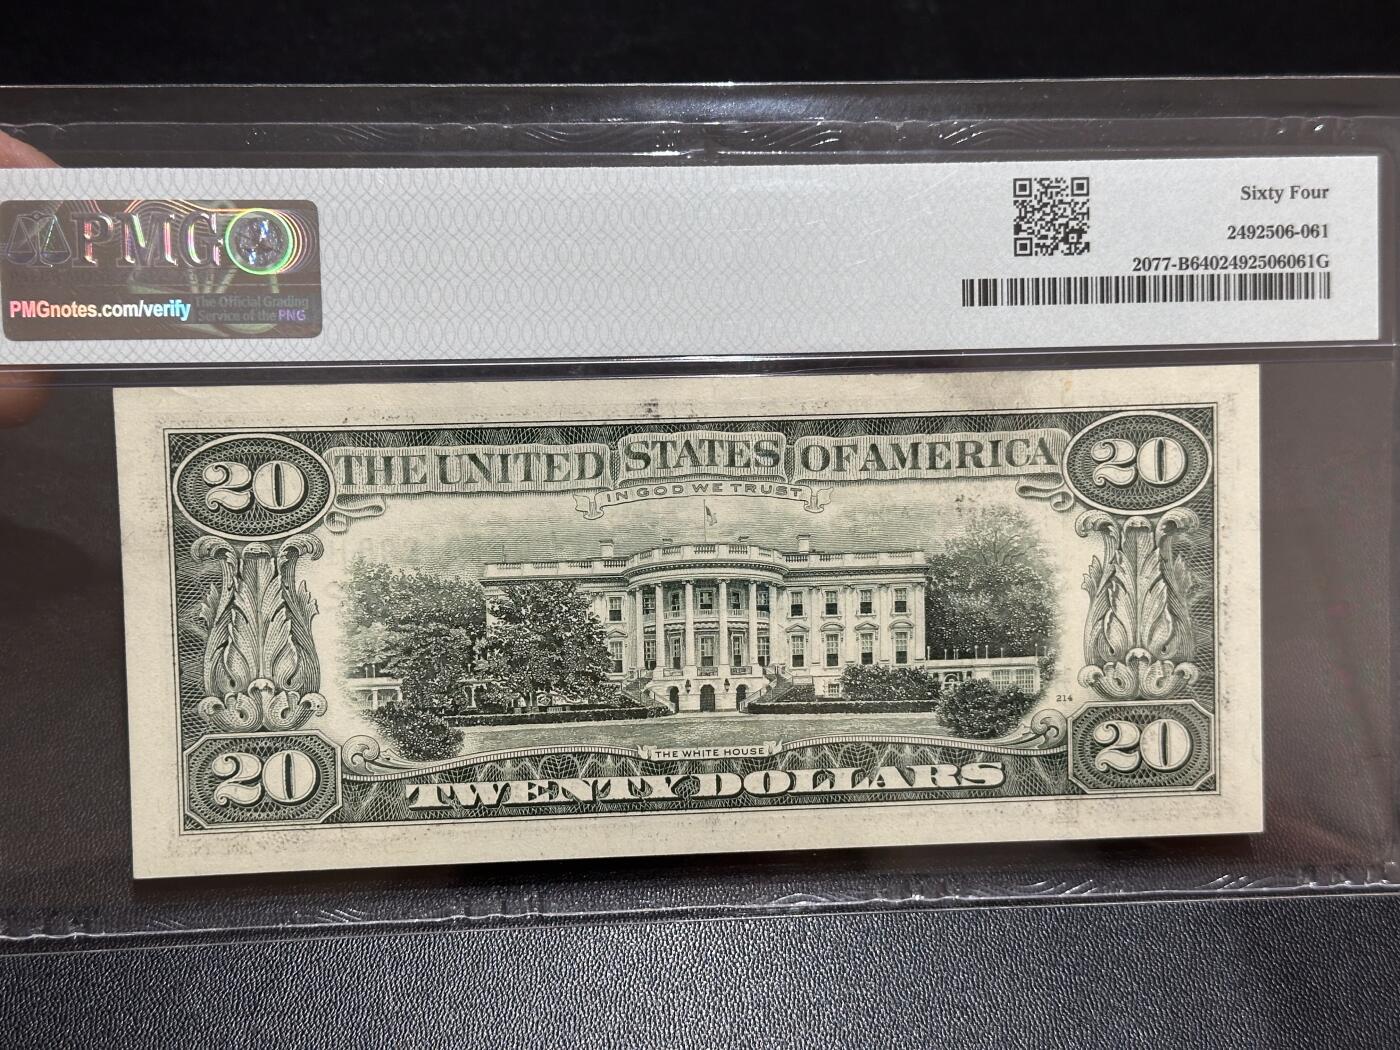 PMG
PMGnotes.com/verify
The Official Grading
Service of the PNG
Sixty Four
2492506-061
2077-B6402492506061G
20
THE UNITED STATES OF AMERICA
20
IN GOD WE TRUST
214
20
THE WHITE HOUSE
20
TWENTY DOLLARS